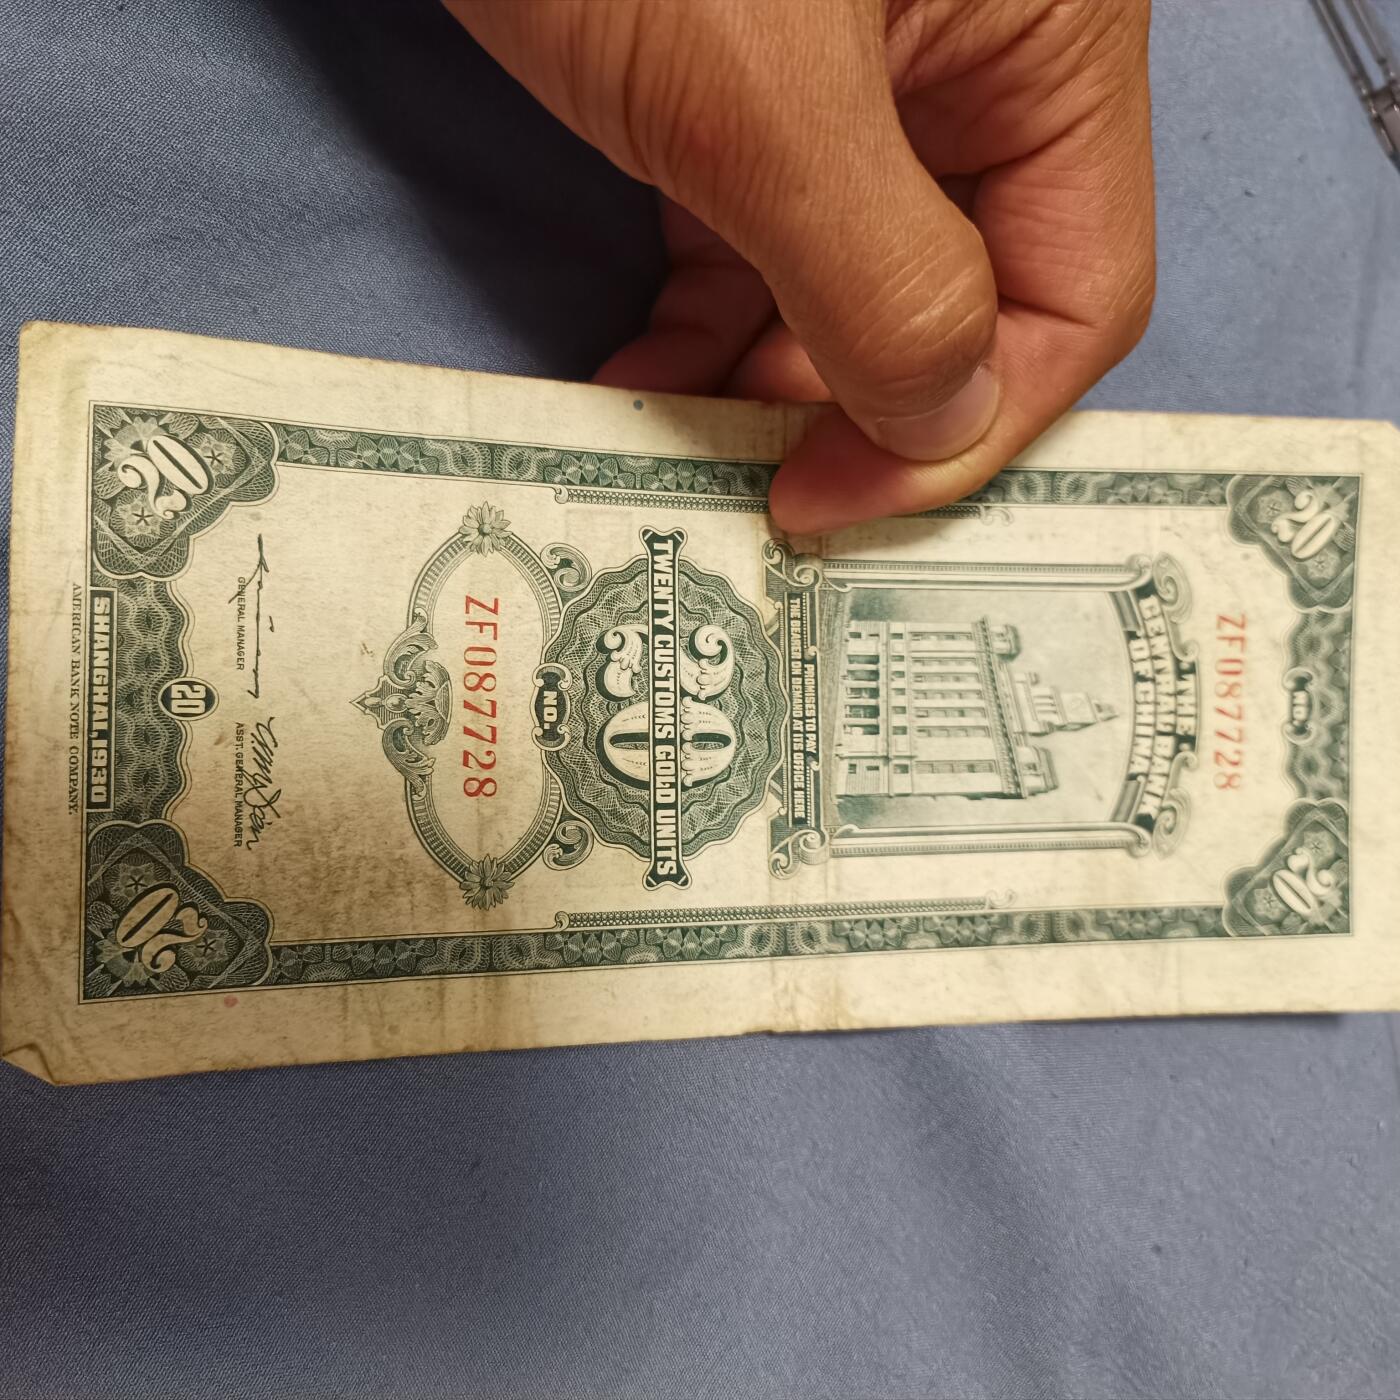 20 NO. 20
ZF087728
THE
CENTRAL BANK
OF CHINA
PROMISES TO PAY
THE BEARER ON DEMAND AT ITS OFFICE HERE
20
TWENTY CUSTOMS GOLD UNITS
NO.
ZF087728
GENERAL MANAGER ASST. GENERAL MANAGER
20 20 20
SHANGHAI, 1930
AMERICAN BANK NOTE COMPANY.